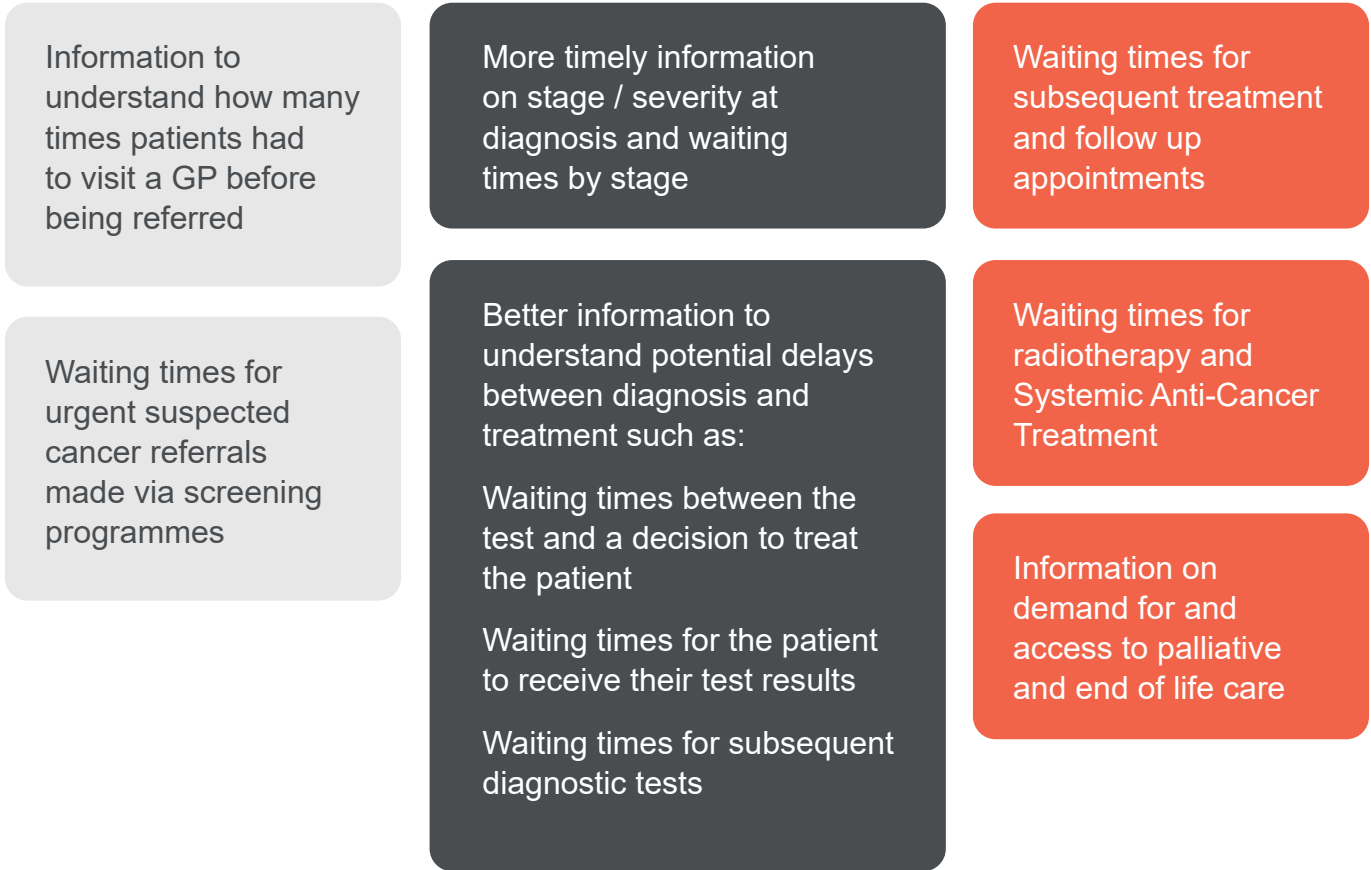 Information to
understand how many
times patients had
to visit a GP before
being referred
Waiting times for
urgent suspected
cancer referrals
made via screening
programmes
More timely information
on stage / severity at
diagnosis and waiting
times by stage
Better information to
understand potential delays
between diagnosis and
treatment such as:
Waiting times between the
test and a decision to treat
the patient
Waiting times for the patient
to receive their test results
Waiting times for subsequent
diagnostic tests
Waiting times for
subsequent treatment
and follow up
appointments
Waiting times for
radiotherapy and
Systemic Anti-Cancer
Treatment
Information on
demand for and
access to palliative
and end of life care